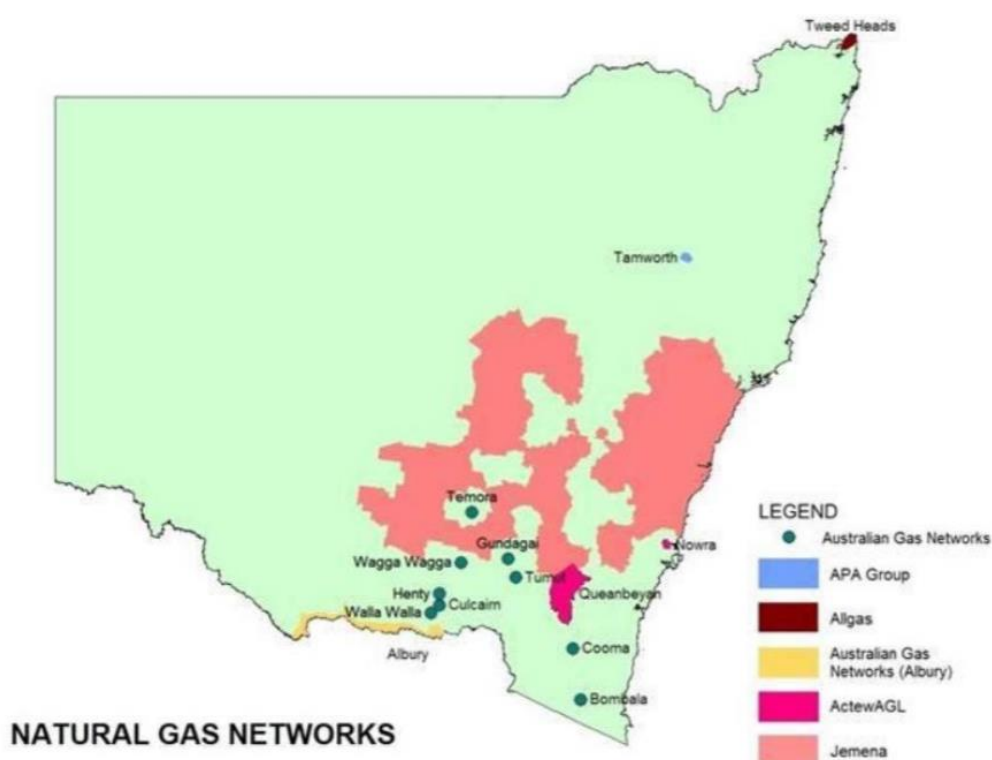 Tweed Heads
Tamworth
Temora
Gundagai
Nowra
Wagga Wagga
Tumut
Henty
Queanbeyan
Culcairn
Walla Walla
Albury
Cooma
Bombala
LEGEND
Australian Gas Networks
APA Group
Allgas
Australian Gas
Networks (Albury)
ActewAGL
Jemena
NATURAL GAS NETWORKS